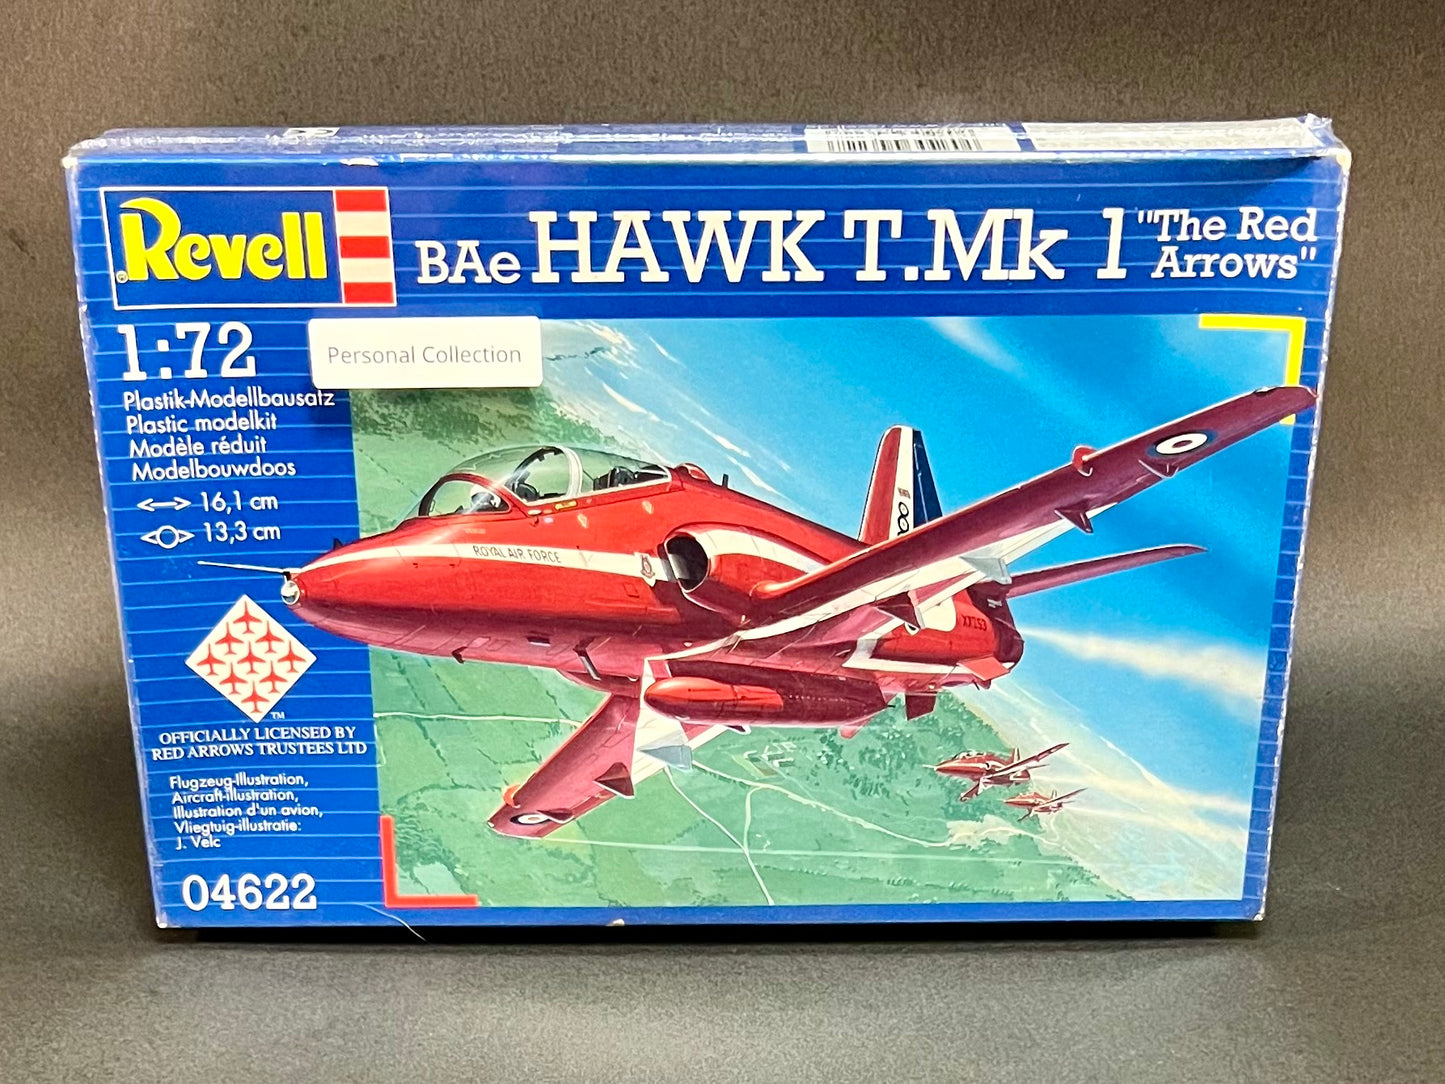 Revell
BAe HAWK T.Mk 1 "The Red Arrows"
1:72
Personal Collection
Plastik-Modellbausatz
Plastic modelkit
Modèle réduit
Modelbouwdoos
16,1 cm
13,3 cm
ROYAL AIR FORCE
TM
OFFICIALLY LICENSED BY
RED ARROWS TRUSTEES LTD
Flugzeug-Illustration,
Aircraft-illustration,
Illustration d'un avion,
Vliegtuig-illustratie:
J. Velc
04622